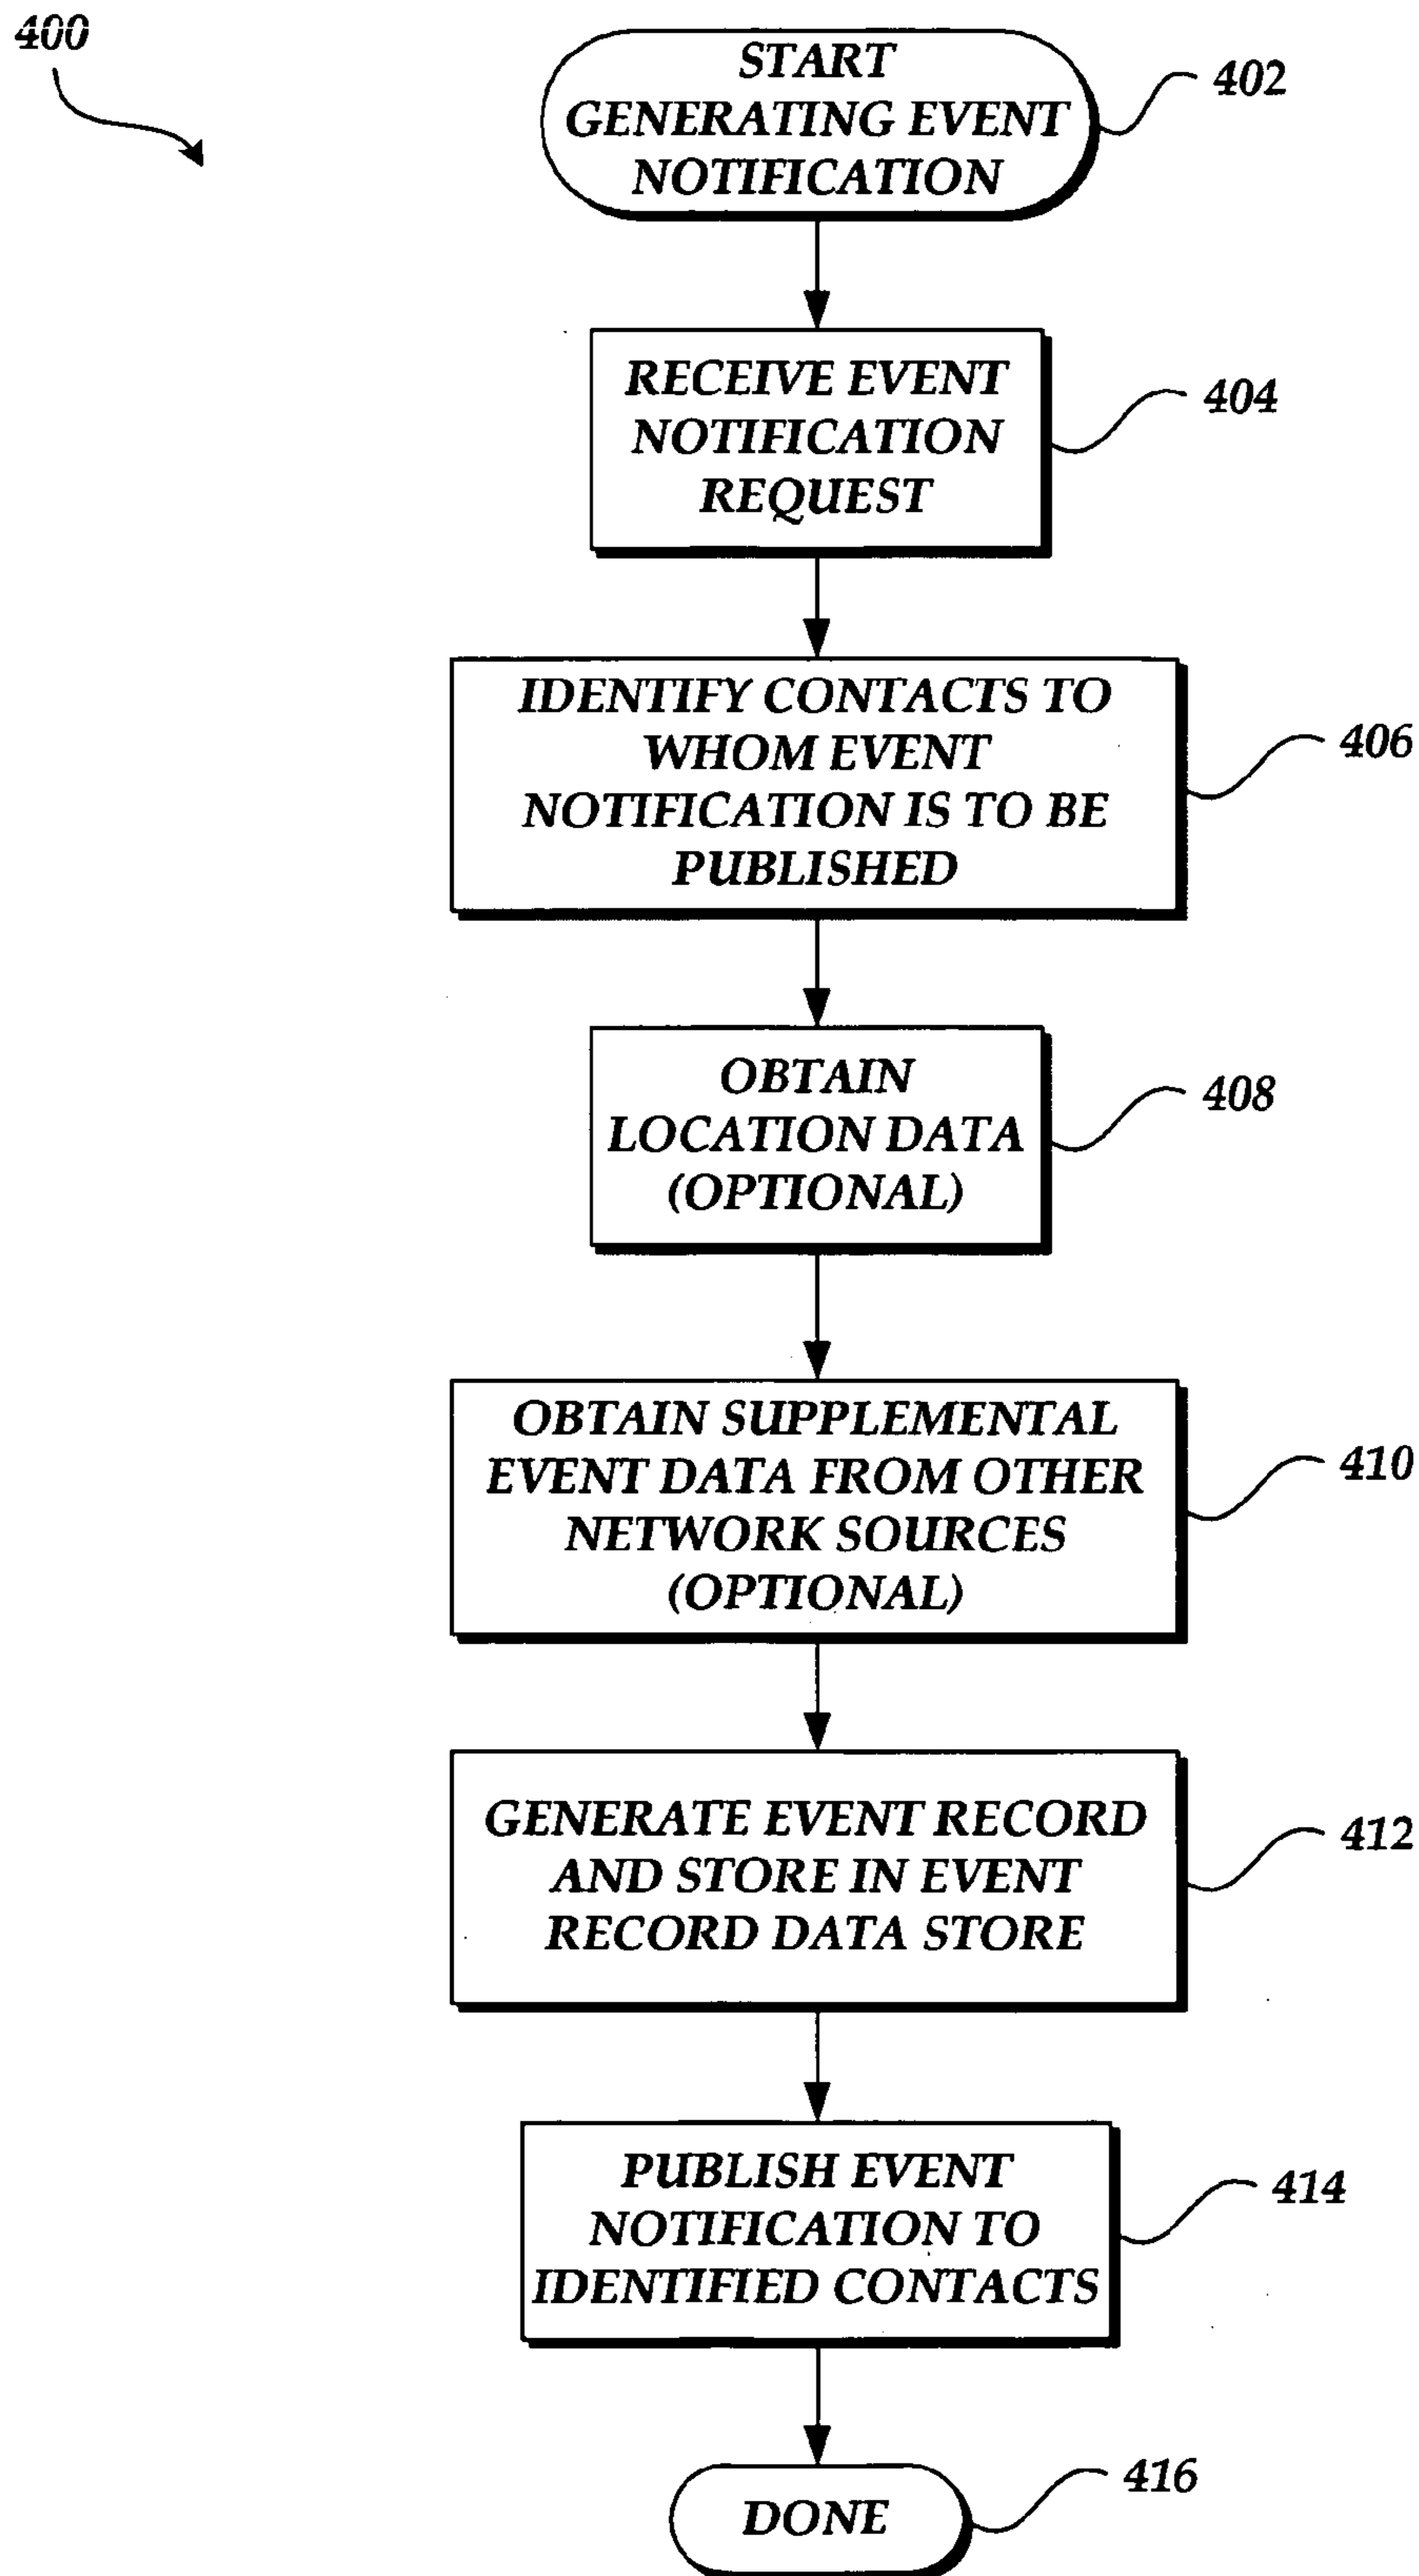 400
START
GENERATING EVENT
NOTIFICATION
402
RECEIVE EVENT
NOTIFICATION
REQUEST
404
IDENTIFY CONTACTS TO
WHOM EVENT
NOTIFICATION IS TO BE
PUBLISHED
406
OBTAIN
LOCATION DATA
(OPTIONAL)
408
OBTAIN SUPPLEMENTAL
EVENT DATA FROM OTHER
NETWORK SOURCES
(OPTIONAL)
410
GENERATE EVENT RECORD
AND STORE IN EVENT
RECORD DATA STORE
412
PUBLISH EVENT
NOTIFICATION TO
IDENTIFIED CONTACTS
414
DONE
416